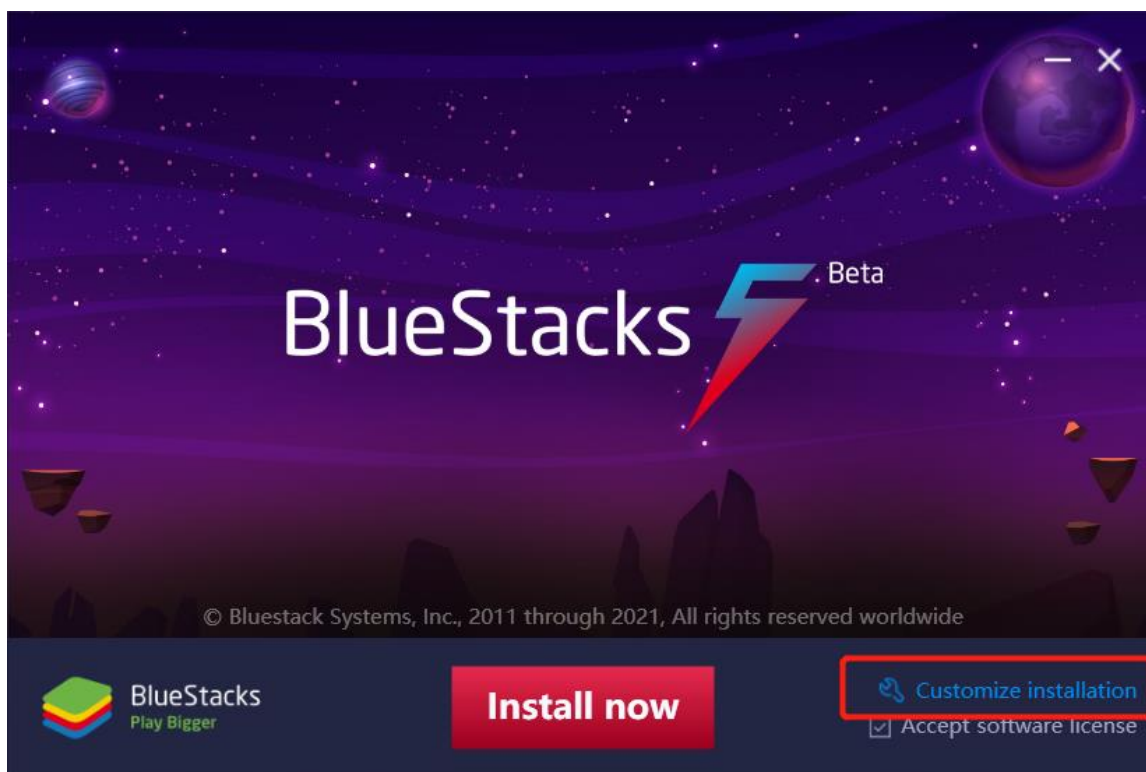 Beta
BlueStacks 5
© Bluestack Systems, Inc., 2011 through 2021, All rights reserved worldwide
BlueStacks
Play Bigger
Install now
Customize installation
Accept software license